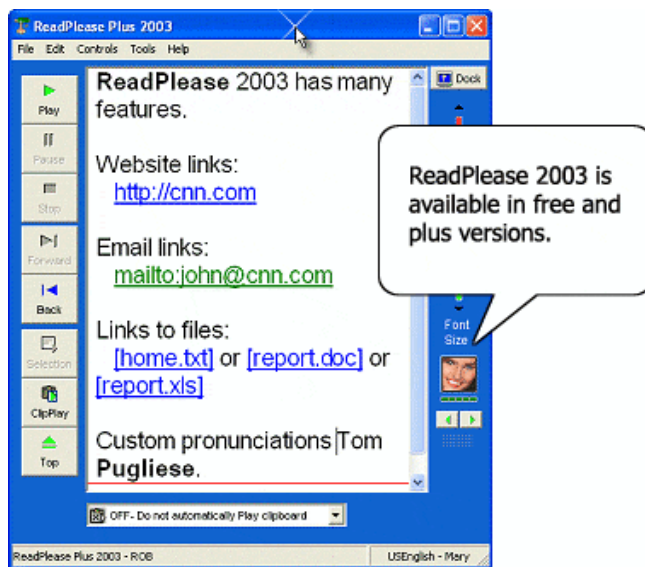 ReadPlease Plus 2003
File Edit Controls Tools Help
Play
Pause
Stop
Forward
Back
Selection
ClipPlay
Top
ReadPlease 2003 has many
features.
Website links:
http://cnn.com
Email links:
mailto:john@cnn.com
Links to files:
[home.txt] or [report.doc] or
[report.xls]
Custom pronunciations Tom
Pugliese.
Dock
ReadPlease 2003 is
available in free and
plus versions.
Font
Size
OFF - Do not automatically Play clipboard
ReadPlease Plus 2003 - ROB
USEnglish - Mary